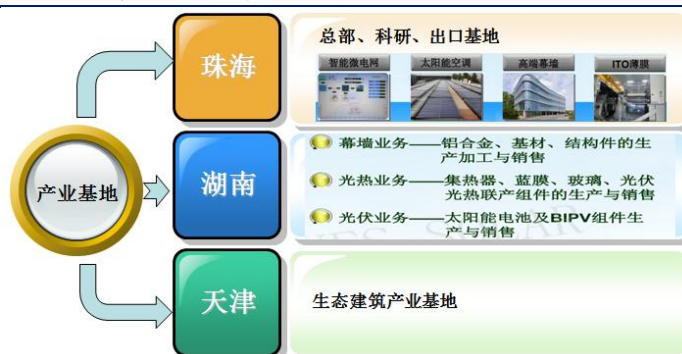 产业基地
珠海
总部、科研、出口基地
智能微电网
太阳能空调
高端幕墙
ITO薄膜
湖南
幕墙业务——铝合金、基材、结构件的生
产加工与销售
光热业务——集热器、蓝膜、玻璃、光伏
光热联产组件的生产与销售
光伏业务——太阳能电池及BIPV组件生
产与销售
天津
生态建筑产业基地